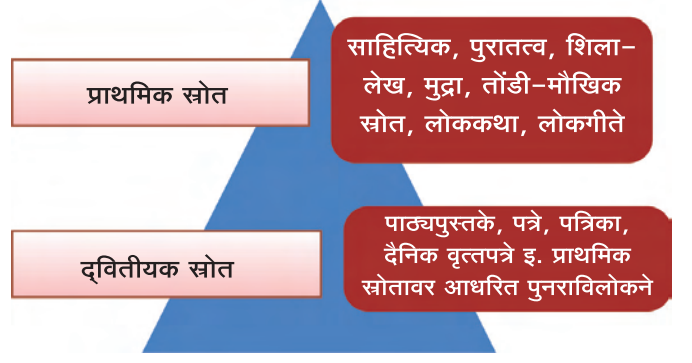 प्राथमिक स्रोत
साहित्यिक, पुरातत्व, शिला-
लेख, मुद्रा, तोंडी-मौखिक
स्रोत, लोककथा, लोकगीते
द्वितीयक स्रोत
पाठ्यपुस्तके, पत्रे, पत्रिका,
दैनिक वृत्तपत्रे इ. प्राथमिक
स्रोतावर आधरित पुनराविलोकने